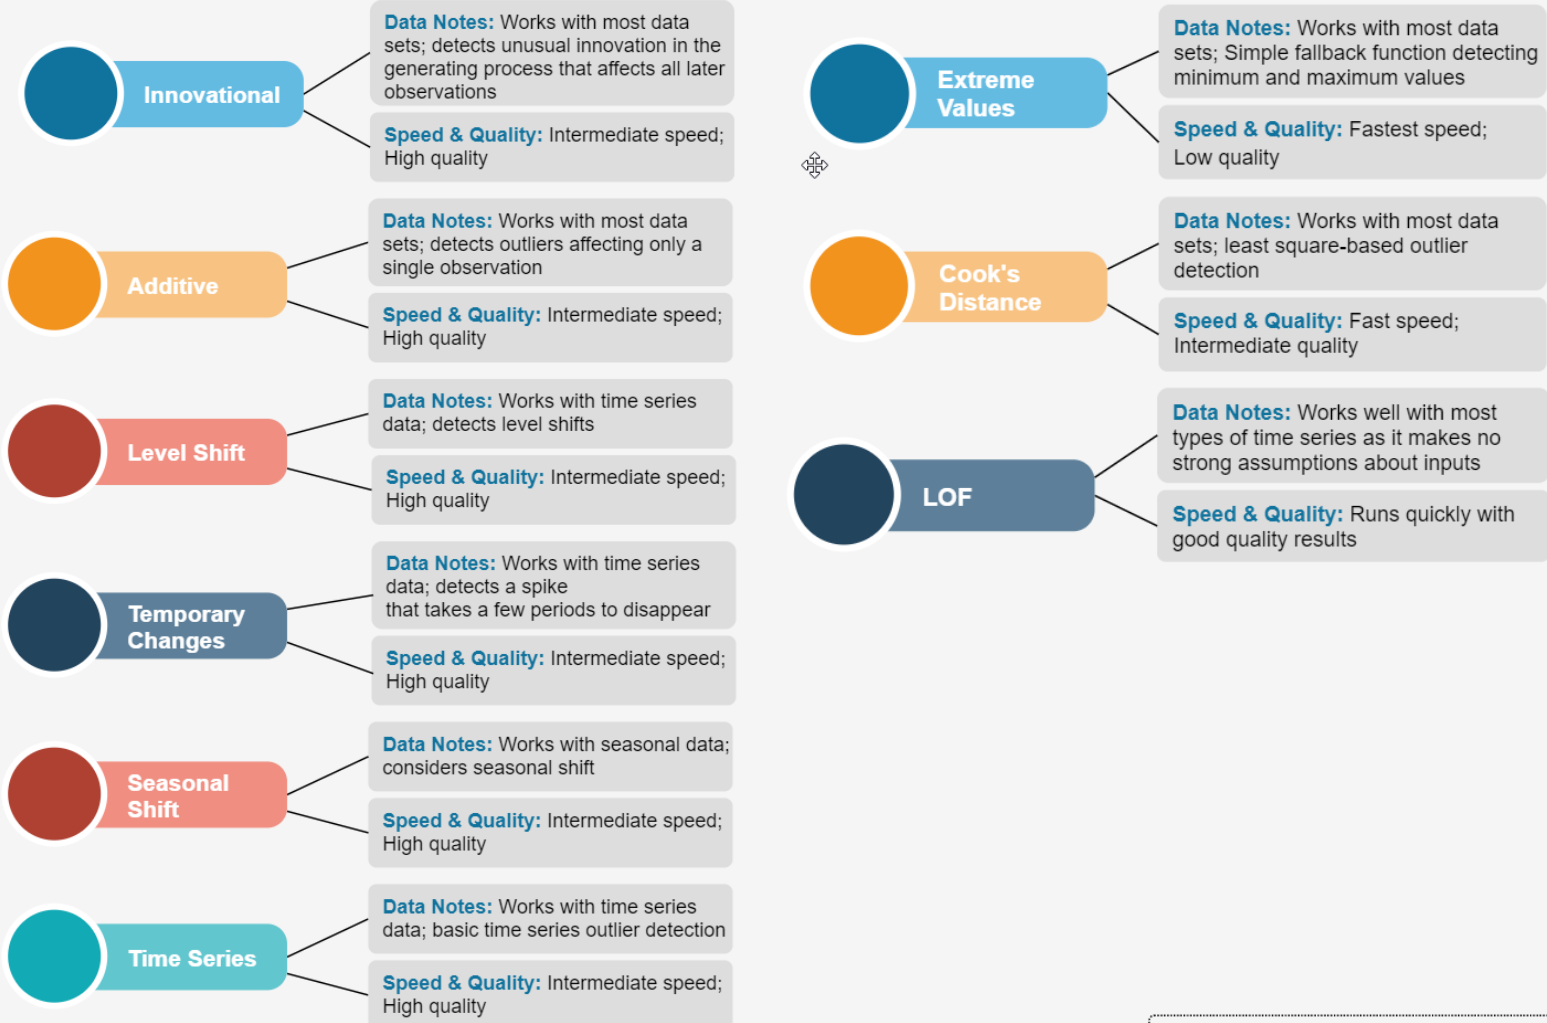 Innovational
Data Notes: Works with most data
sets; detects unusual innovation in the
generating process that affects all later
observations
Speed & Quality: Intermediate speed;
High quality
Additive
Data Notes: Works with most data
sets; detects outliers affecting only a
single observation
Speed & Quality: Intermediate speed;
High quality
Level Shift
Data Notes: Works with time series
data; detects level shifts
Speed & Quality: Intermediate speed;
High quality
Temporary
Changes
Data Notes: Works with time series
data; detects a spike
that takes a few periods to disappear
Speed & Quality: Intermediate speed;
High quality
Seasonal
Shift
Data Notes: Works with seasonal data;
considers seasonal shift
Speed & Quality: Intermediate speed;
High quality
Time Series
Data Notes: Works with time series
data; basic time series outlier detection
Speed & Quality: Intermediate speed;
High quality
Extreme
Values
Data Notes: Works with most data
sets; Simple fallback function detecting
minimum and maximum values
Speed & Quality: Fastest speed;
Low quality
Cook's
Distance
Data Notes: Works with most data
sets; least square-based outlier
detection
Speed & Quality: Fast speed;
Intermediate quality
LOF
Data Notes: Works well with most
types of time series as it makes no
strong assumptions about inputs
Speed & Quality: Runs quickly with
good quality results